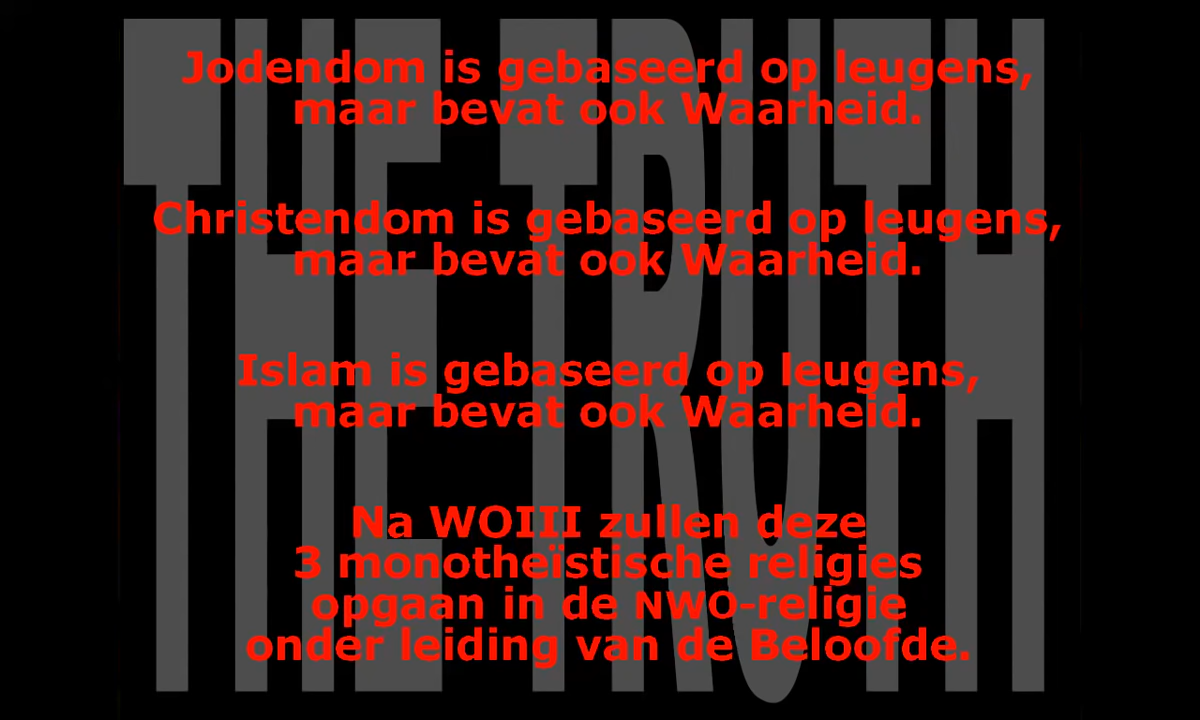 THE TRUTH
Jodendom is gebaseerd op leugens,
maar bevat ook Waarheid.
Christendom is gebaseerd op leugens,
maar bevat ook Waarheid.
Islam is gebaseerd op leugens,
maar bevat ook Waarheid.
Na WOIII zullen deze
3 monotheïstische religies
opgaan in de NWO-religie
onder leiding van de Beloofde.